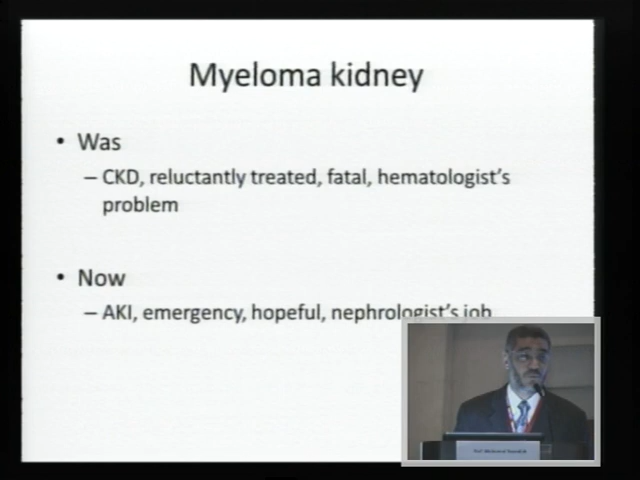 Myeloma kidney
• Was
– CKD, reluctantly treated, fatal, hematologist's
problem
• Now
– AKI, emergency, hopeful, nephrologist's job